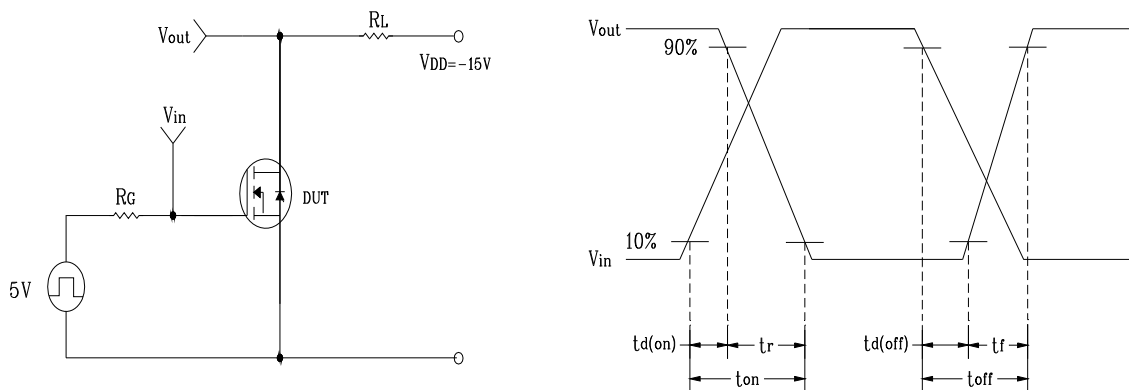 Vout
RL
VDD=-15V
Vin
RG
DUT
5V
Vout
90%
10%
Vin
td(on)
tr
td(off)
tf
ton
toff